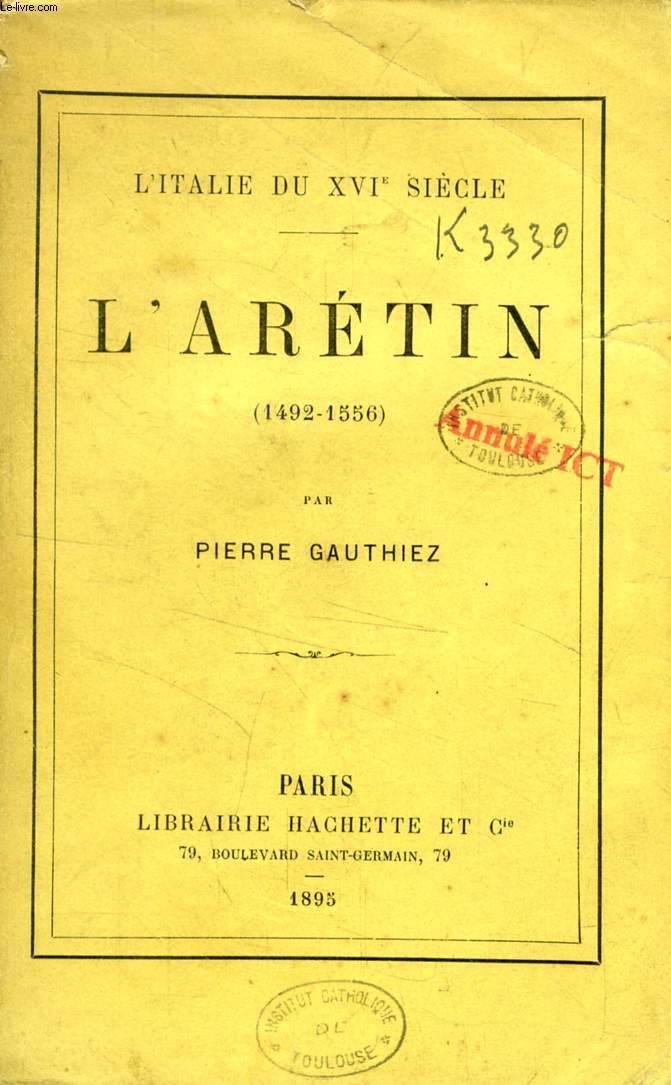 Le-livre.com
L'ITALIE DU XVIE SIÈCLE
K 3330
L'ARÉTIN
(1492-1556)
INSTITUT CATHOLIQUE
DE
TOULOUSE
Annulé ICT
PAR
PIERRE GAUTHIEZ
PARIS
LIBRAIRIE HACHETTE ET Cie
79, BOULEVARD SAINT-GERMAIN, 79
1895
INSTITUT CATHOLIQUE
DE
TOULOUSE